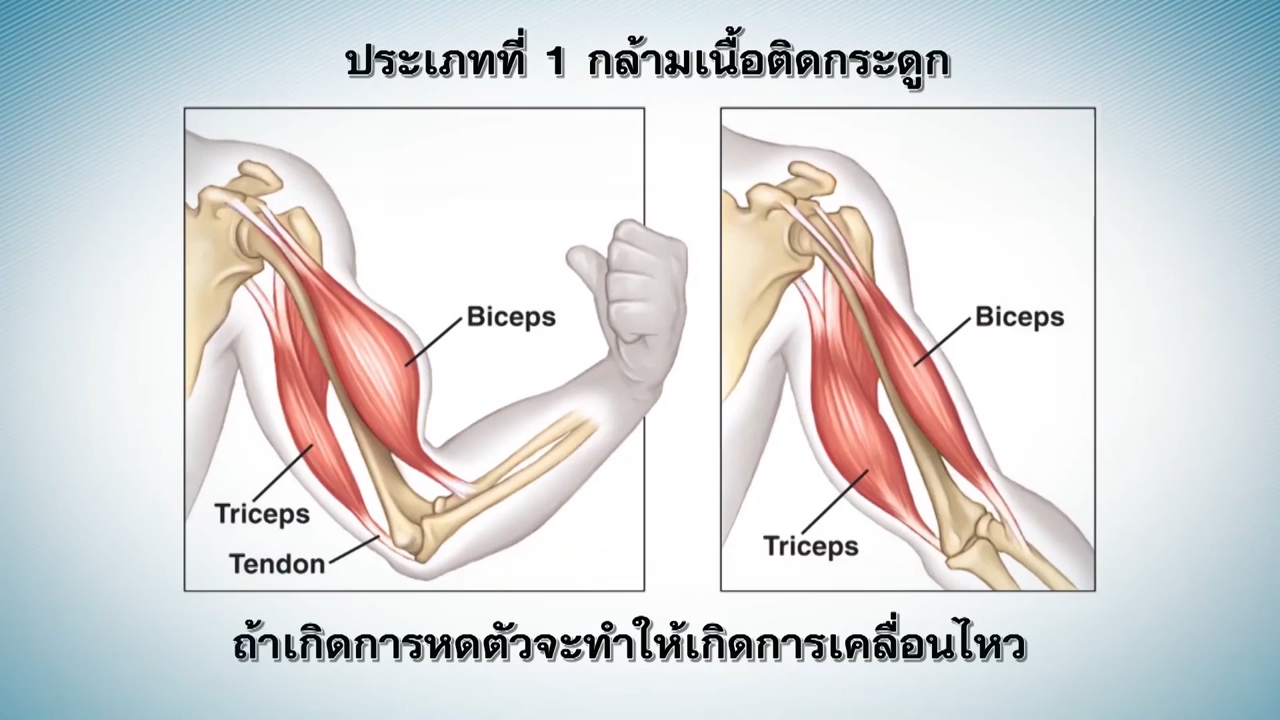 ประเภทที่ 1 กล้ามเนื้อติดกระดูก
Biceps
Triceps
Tendon
Biceps
Triceps
ถ้าเกิดการหดตัวจะทำให้เกิดการเคลื่อนไหว